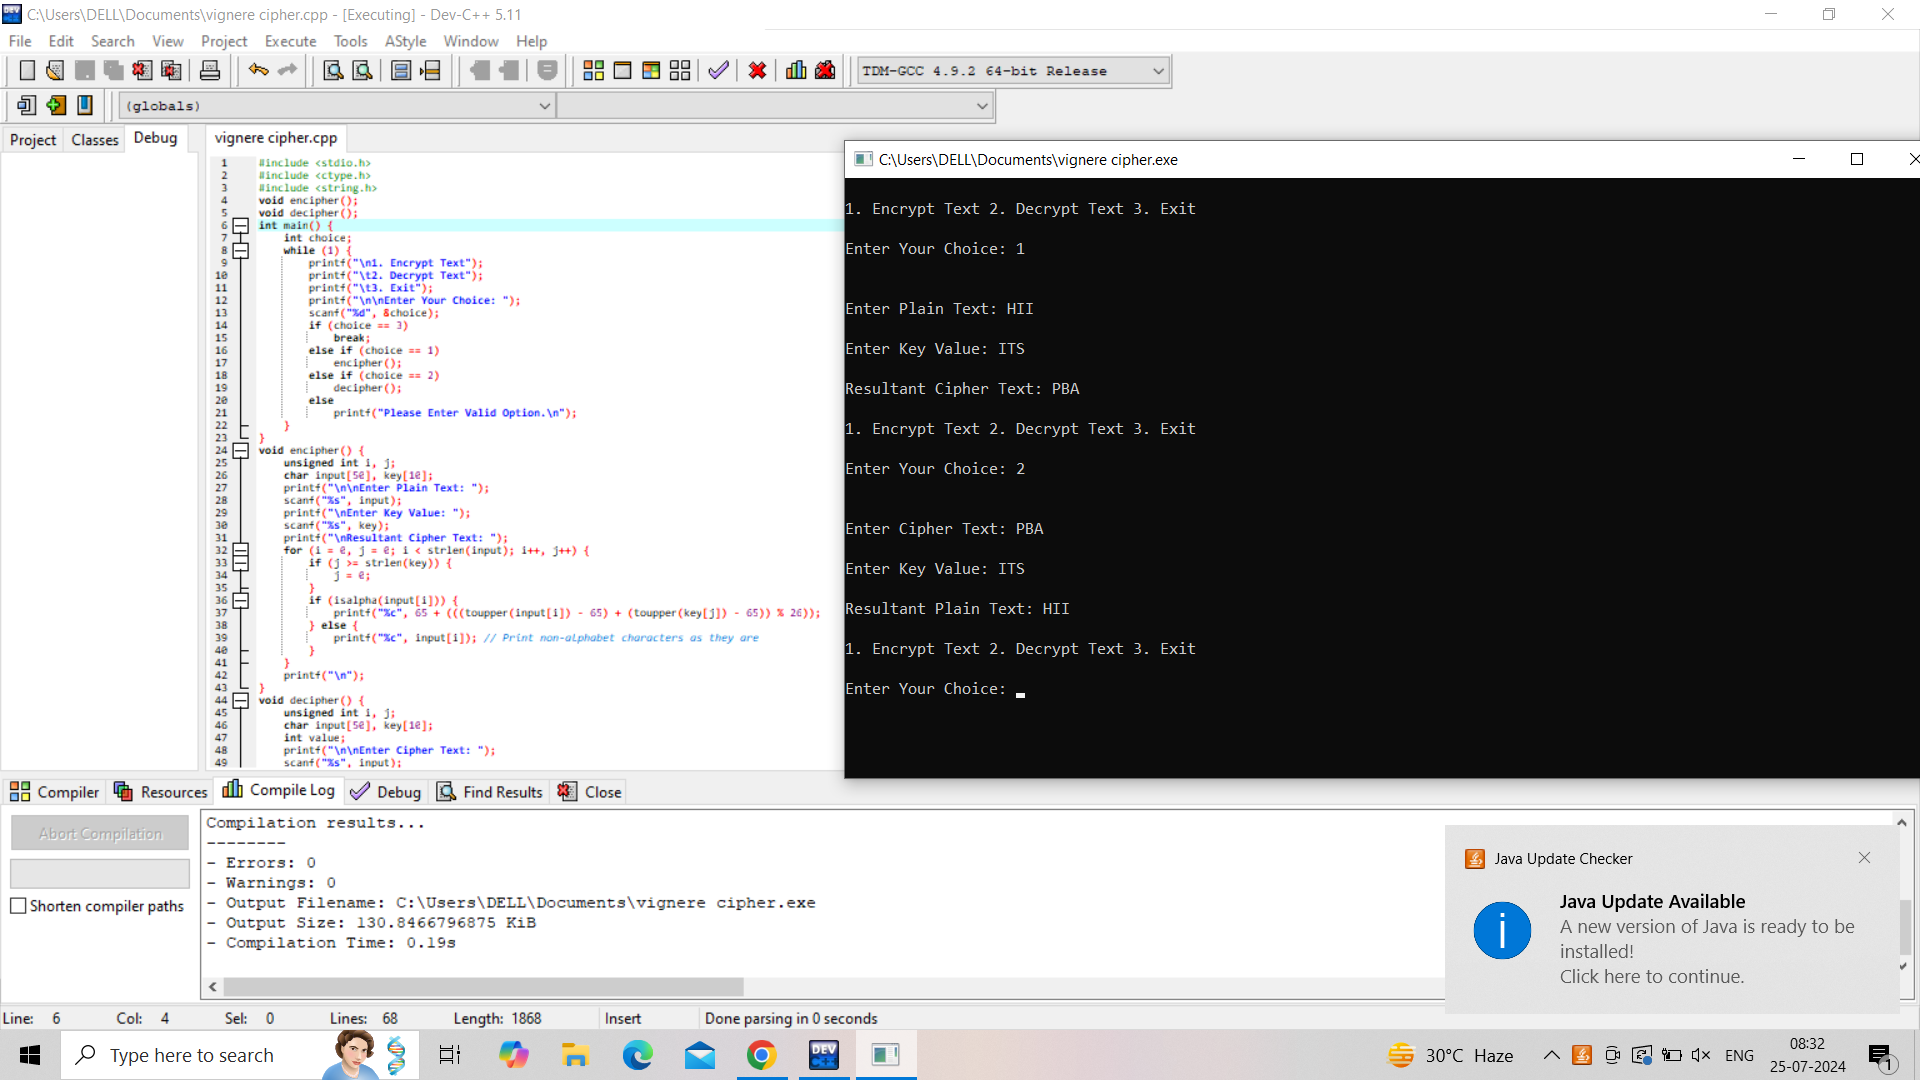 C:\Users\DELL\Documents\vignere cipher.cpp - [Executing] - Dev-C++ 5.11
File Edit Search View Project Execute Tools AStyle Window Help
TDM-GCC 4.9.2 64-bit Release
(globals)
Project Classes Debug
vignere cipher.cpp
1 #include <stdio.h>
2 #include <ctype.h>
3 #include <string.h>
4 void encipher();
5 void decipher();
6 int main() {
7 int choice;
8 while (1) {
9 printf("\n1. Encrypt Text");
10 printf("\t2. Decrypt Text");
11 printf("\t3. Exit");
12 printf("\n\nEnter Your Choice: ");
13 scanf("%d", &choice);
14 if (choice == 3)
15 break;
16 else if (choice == 1)
17 encipher();
18 else if (choice == 2)
19 decipher();
20 else
21 printf("Please Enter Valid Option.\n");
22 }
23 }
24 void encipher() {
25 unsigned int i, j;
26 char input[50], key[10];
27 printf("\n\nEnter Plain Text: ");
28 scanf("%s", input);
29 printf("\nEnter Key Value: ");
30 scanf("%s", key);
31 printf("\nResultant Cipher Text: ");
32 for (i = 0, j = 0; i < strlen(input); i++, j++) {
33 if (j >= strlen(key)) {
34 j = 0;
35 }
36 if (isalpha(input[i])) {
37 printf("%c", 65 + (((toupper(input[i]) - 65) + (toupper(key[j]) - 65)) % 26));
38 } else {
39 printf("%c", input[i]); // Print non-alphabet characters as they are
40 }
41 }
42 printf("\n");
43 }
44 void decipher() {
45 unsigned int i, j;
46 char input[50], key[10];
47 int value;
48 printf("\n\nEnter Cipher Text: ");
49 scanf("%s", input);
C:\Users\DELL\Documents\vignere cipher.exe
1. Encrypt Text 2. Decrypt Text 3. Exit
Enter Your Choice: 1
Enter Plain Text: HII
Enter Key Value: ITS
Resultant Cipher Text: PBA
1. Encrypt Text 2. Decrypt Text 3. Exit
Enter Your Choice: 2
Enter Cipher Text: PBA
Enter Key Value: ITS
Resultant Plain Text: HII
1. Encrypt Text 2. Decrypt Text 3. Exit
Enter Your Choice:
Compiler Resources Compile Log Debug Find Results Close
Abort Compilation
Shorten compiler paths
Compilation results...
--------
- Errors: 0
- Warnings: 0
- Output Filename: C:\Users\DELL\Documents\vignere cipher.exe
- Output Size: 130.8466796875 KiB
- Compilation Time: 0.19s
Java Update Checker
Java Update Available
A new version of Java is ready to be
installed!
Click here to continue.
Line: 6 Col: 4 Sel: 0 Lines: 68 Length: 1868 Insert Done parsing in 0 seconds
Type here to search
DEV C++
30°C Haze
ENG
08:32
25-07-2024
1